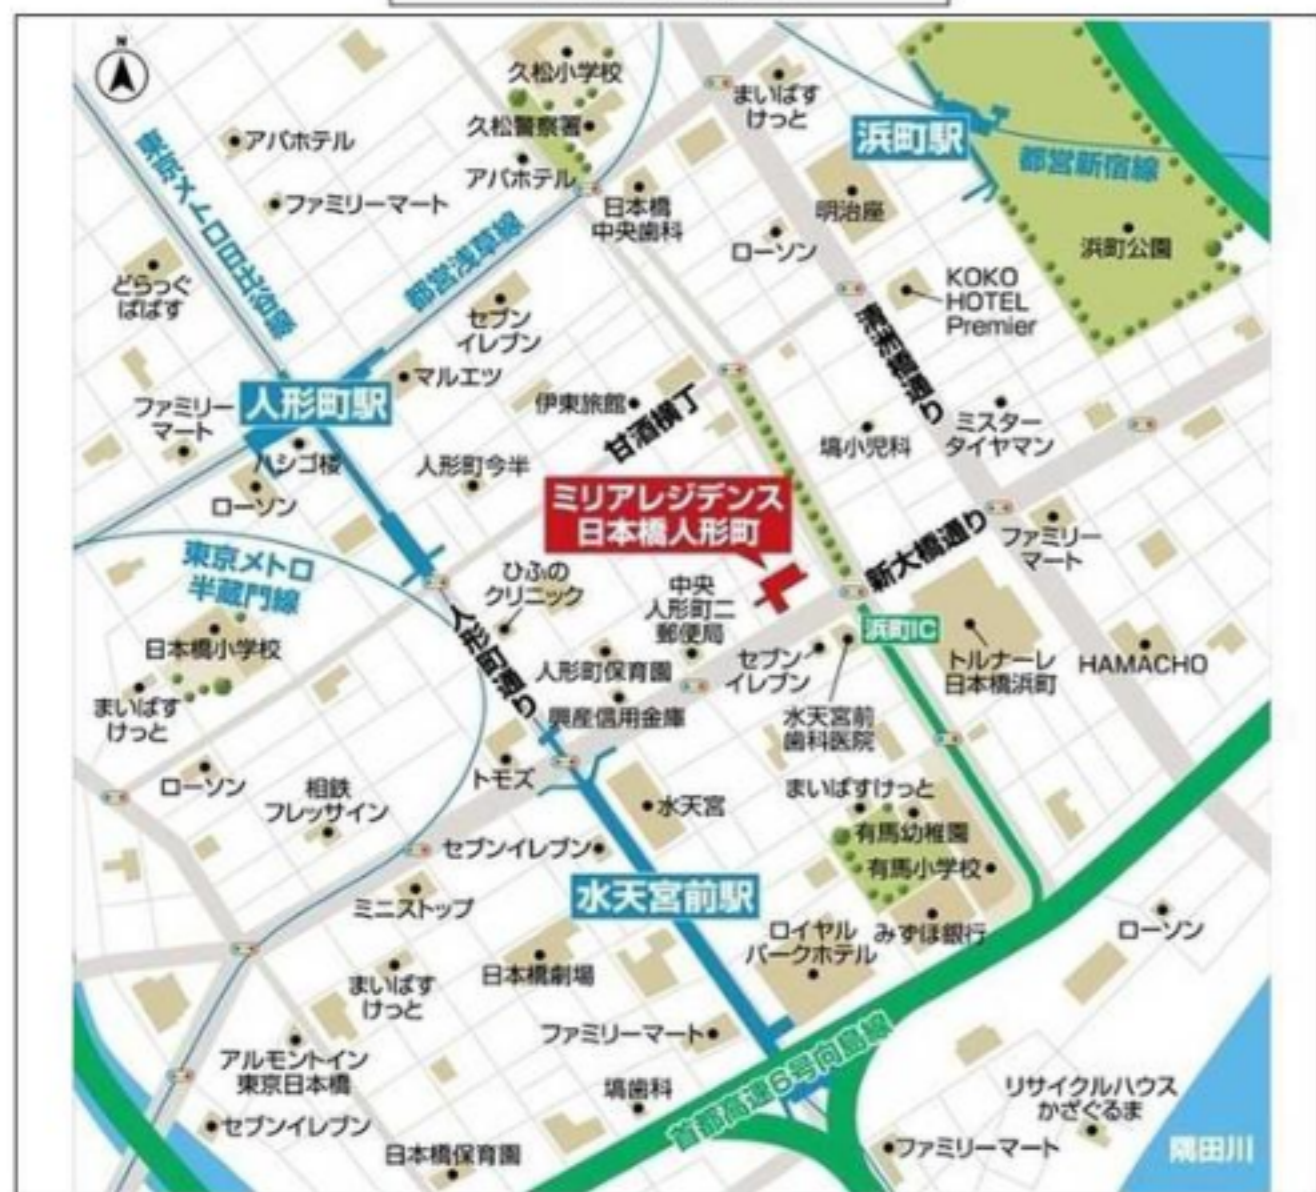 N
久松小学校
まいばす
けっと
久松警察署
アパホテル
浜町駅
都営新宿線
アパホテル
東京メトロ日比谷線
ファミリーマート
日本橋
中央歯科
明治座
ローソン
浜町公園
都営浅草線
どらっぐ
ぱぱす
KOKO
HOTEL
Premier
セブン
イレブン
清洲橋通り
マルエツ
人形町駅
ファミリー
マート
伊東旅館
甘酒横丁
ミスター
タイヤマン
塙小児科
ハシゴ楼
人形町今半
ローソン
ミリアレジデンス
日本橋人形町
新大橋通り
ファミリー
マート
東京メトロ
半蔵門線
ひふの
クリニック
中央
人形町二
郵便局
人形町通り
浜町IC
日本橋小学校
人形町保育園
セブン
イレブン
トルナーレ
日本橋浜町
HAMACHO
まいばす
けっと
興産信用金庫
水天宮前
歯科医院
ローソン
相鉄
フレッサイン
トモズ
水天宮
まいばすけっと
有馬幼稚園
セブンイレブン
有馬小学校
ミニストップ
水天宮前駅
ロイヤル
パークホテル
みずほ銀行
ローソン
まいばす
けっと
日本橋劇場
ファミリーマート
首都高速6号向島線
アルモントイン
東京日本橋
塙歯科
リサイクルハウス
かざぐるま
セブンイレブン
日本橋保育園
ファミリーマート
隅田川